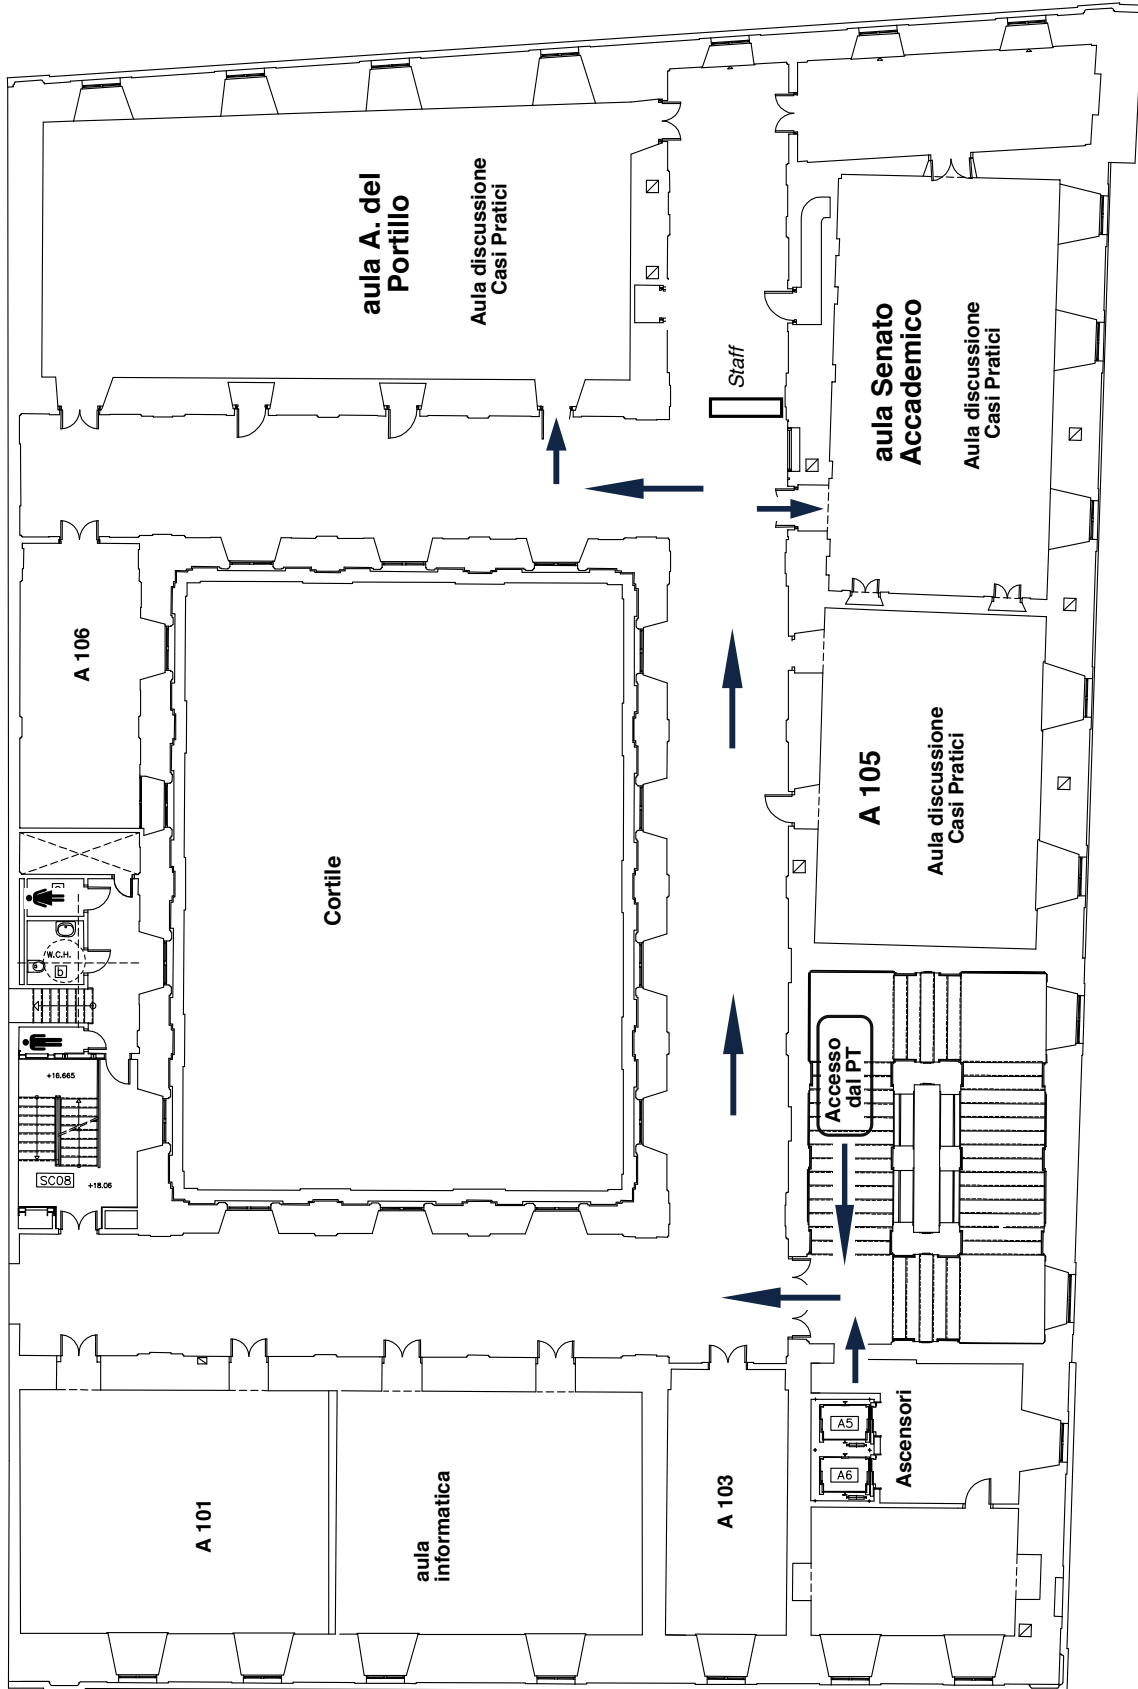 aula A. del
Portillo
Aula discussione
Casi Pratici
Staff
aula Senato
Accademico
Aula discussione
Casi Pratici
A 106
A 105
Aula discussione
Casi Pratici
Cortile
W.C.H.
b
+16.665
SC08
+18.06
Accesso
dal PT
A 101
aula
informatica
A 103
A5
A6
Ascensori